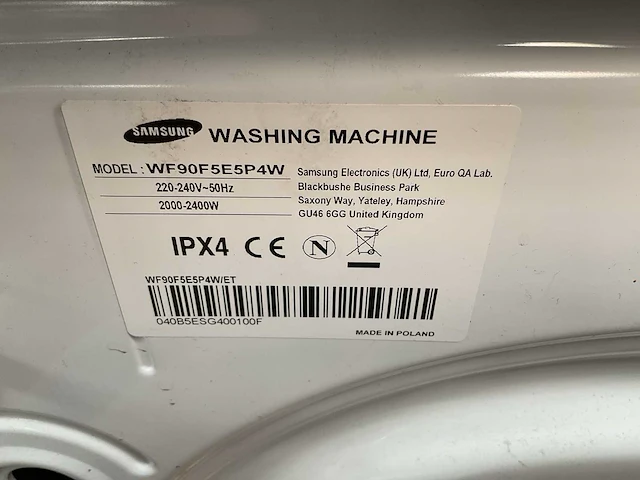 SAMSUNG WASHING MACHINE
MODEL : WF90F5E5P4W
220-240V~50Hz
2000-2400W
Samsung Electronics (UK) Ltd, Euro QA Lab.
Blackbushe Business Park
Saxony Way, Yateley, Hampshire
GU46 6GG United Kingdom
IPX4 CE N
WF90F5E5P4W/ET
040B5ESG400100F
MADE IN POLAND